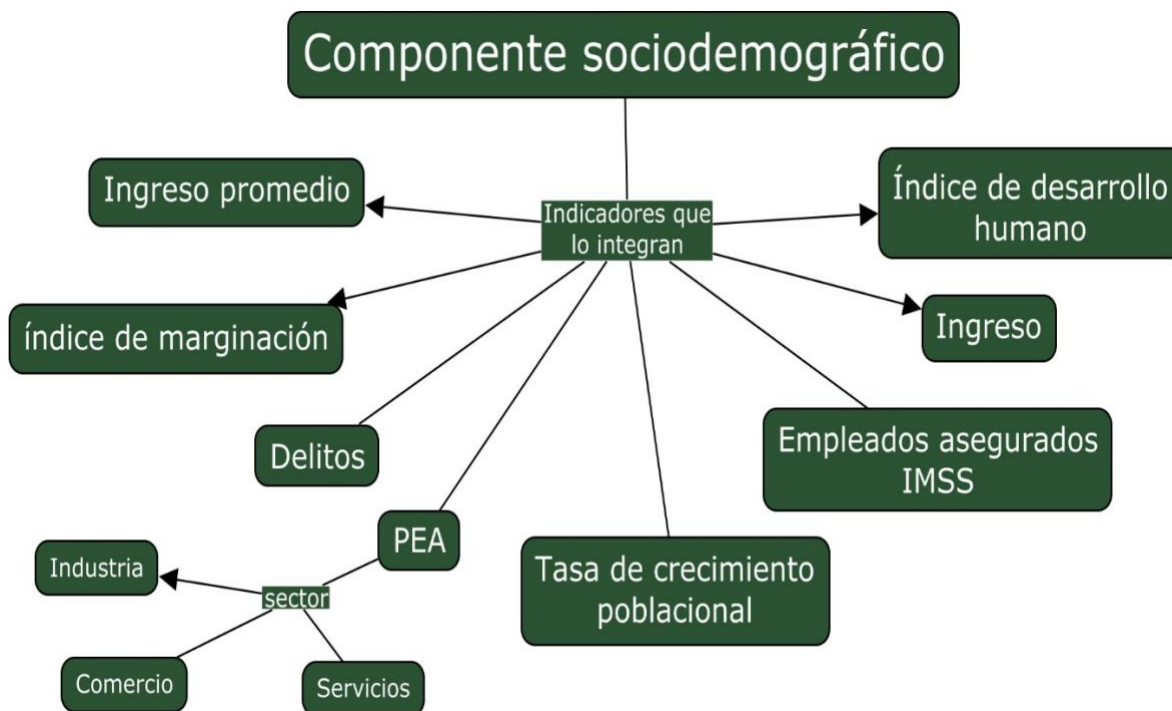 Componente sociodemográfico
Ingreso promedio
Indicadores que
lo integran
Índice de desarrollo
humano
índice de marginación
Ingreso
Delitos
Empleados asegurados
IMSS
PEA
Tasa de crecimiento
poblacional
Industria
sector
Comercio
Servicios